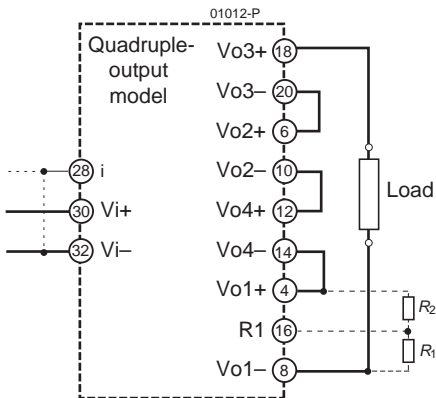 01012-P
Quadruple-
output
model
Vo3+ 18
Vo3– 20
Vo2+ 6
28 i
Vo2– 10
30 Vi+
Vo4+ 12
Load
32 Vi–
Vo4– 14
Vo1+ 4
R2
R1 16
R1
Vo1– 8